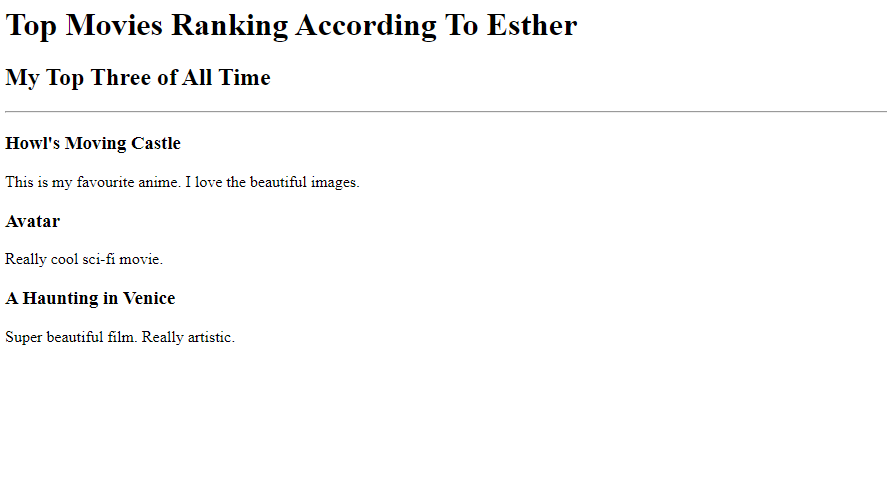 Top Movies Ranking According To Esther
My Top Three of All Time
Howl's Moving Castle
This is my favourite anime. I love the beautiful images.
Avatar
Really cool sci-fi movie.
A Haunting in Venice
Super beautiful film. Really artistic.